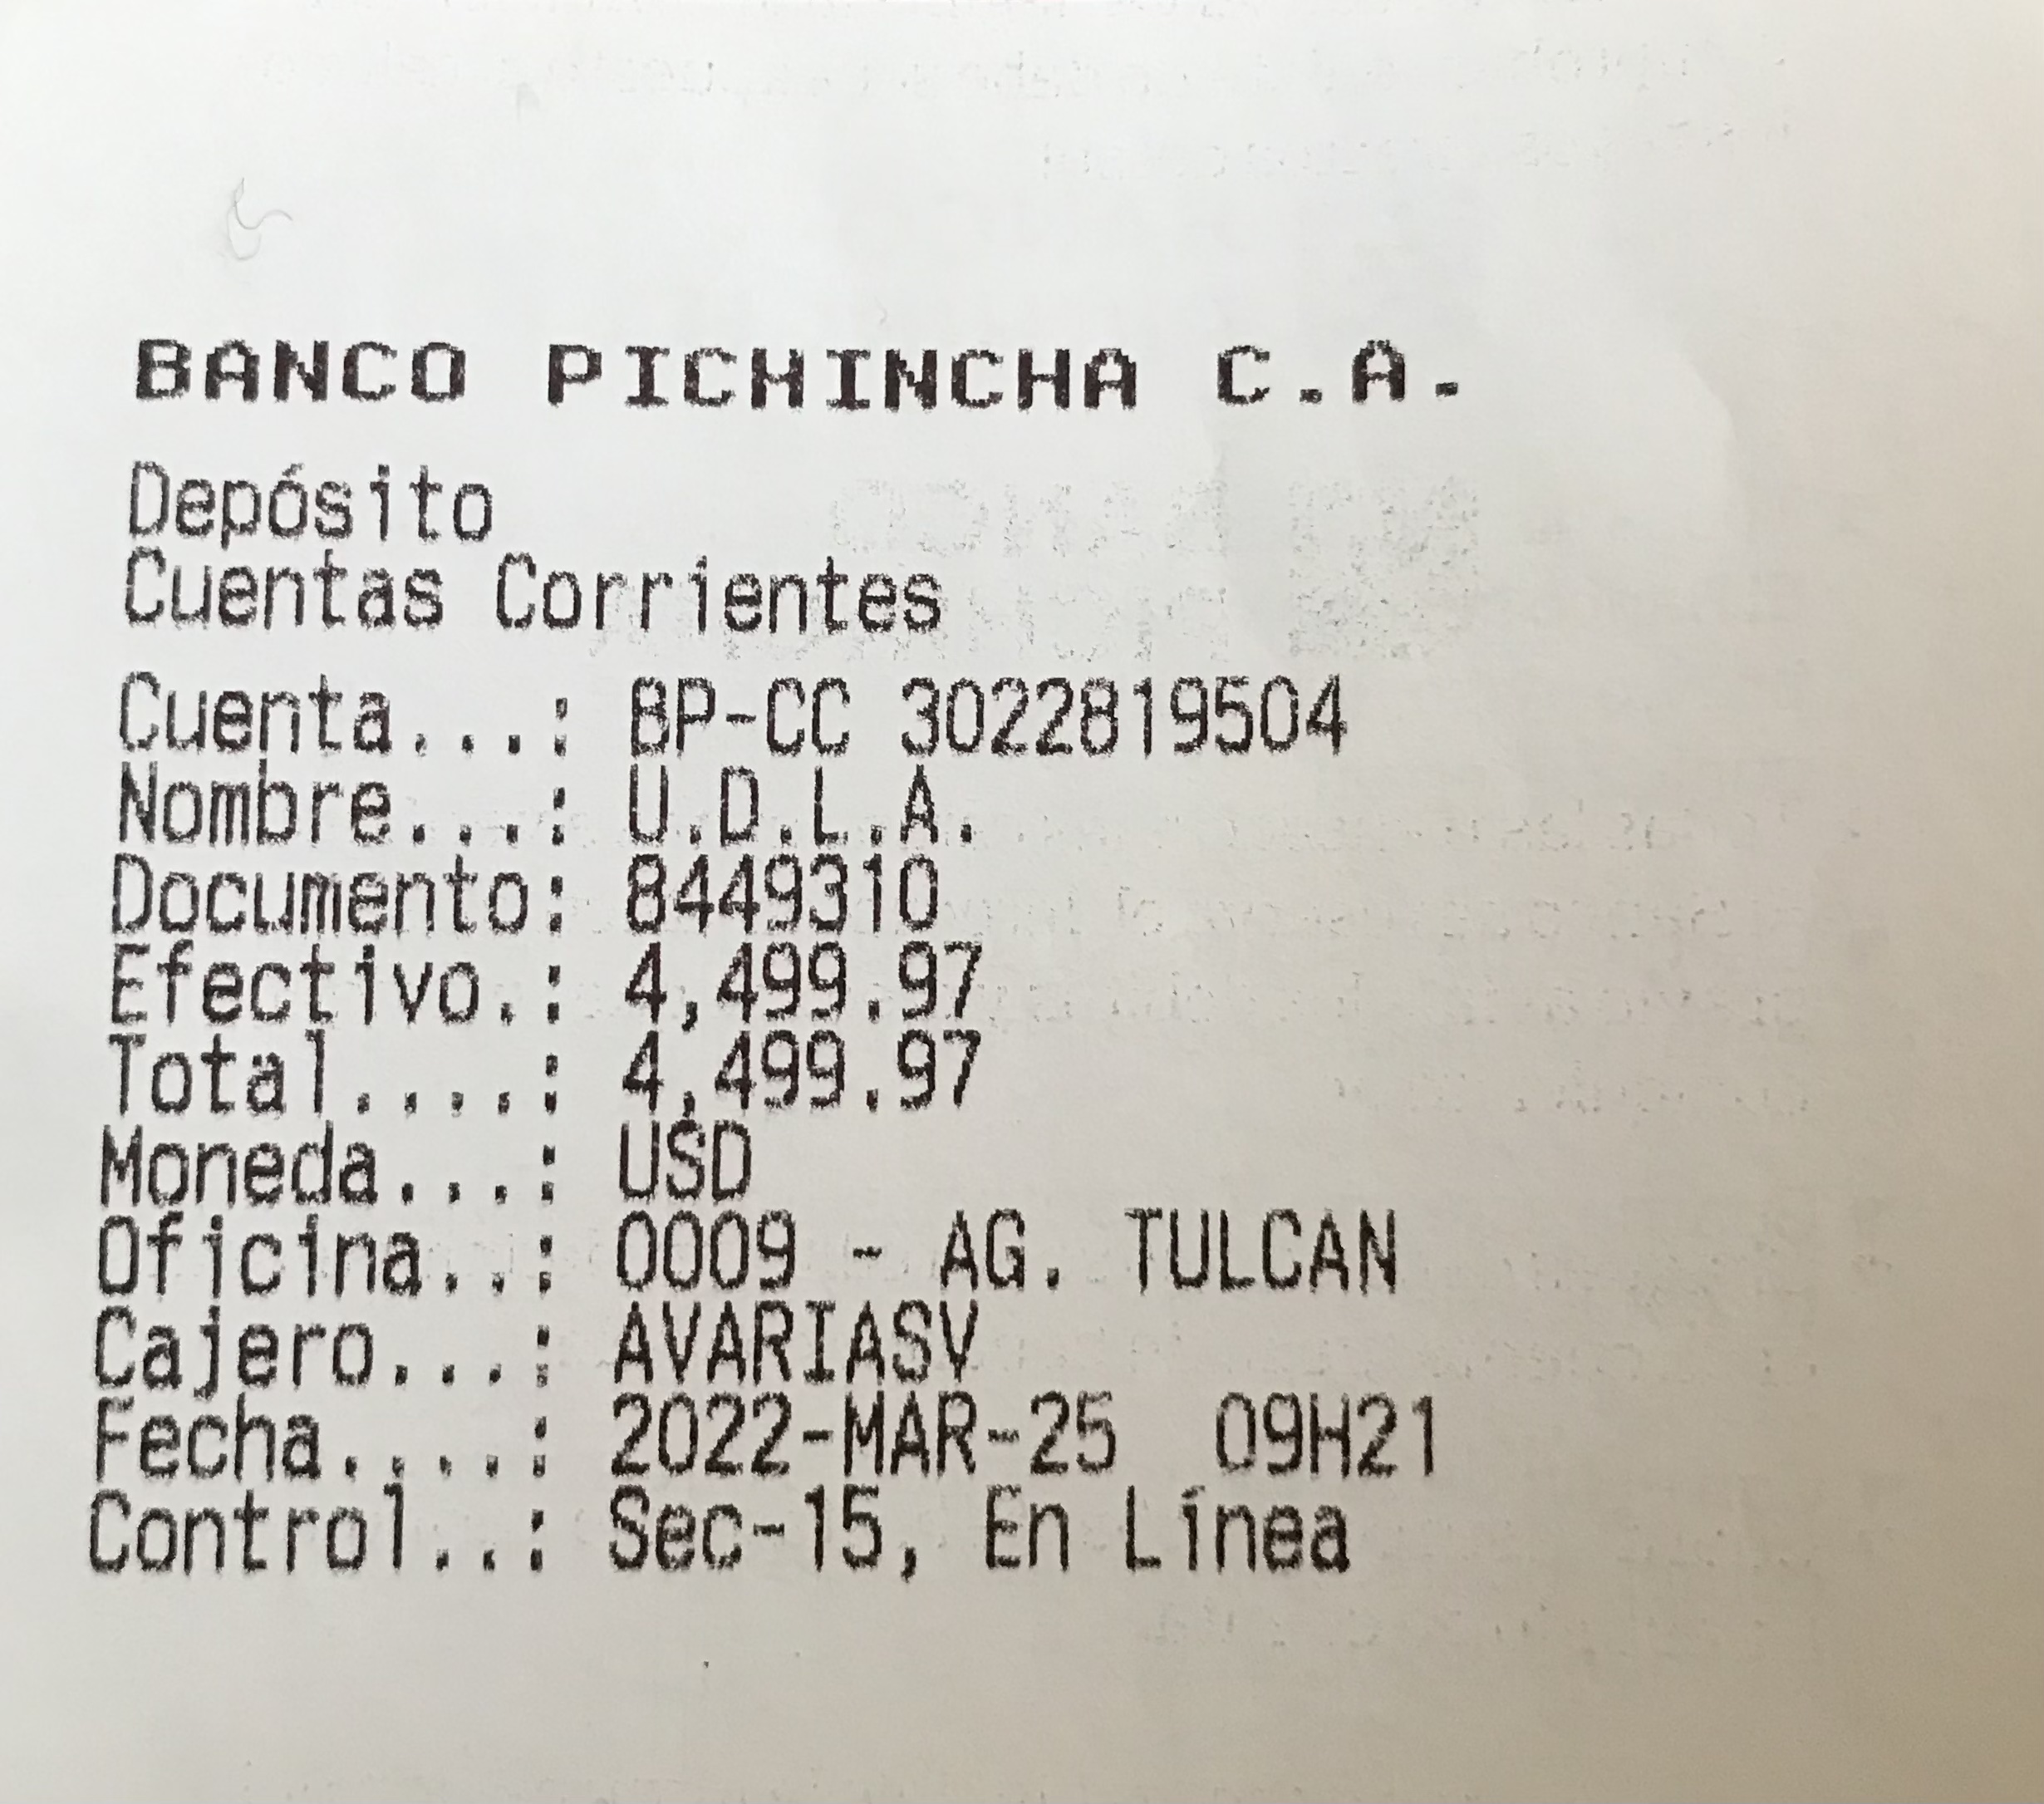 BANCO PICHINCHA C.A.
Depósito
Cuentas Corrientes
Cuenta...: BP-CC 3022819504
Nombre...: U.D.L.A.
Documento: 8449310
Efectivo.: 4,499.97
Total....: 4,499.97
Moneda...: USD
Oficina..: 0009 - AG. TULCAN
Cajero...: AVARIASV
Fecha....: 2022-MAR-25  09H21
Control..: Sec-15, En Línea